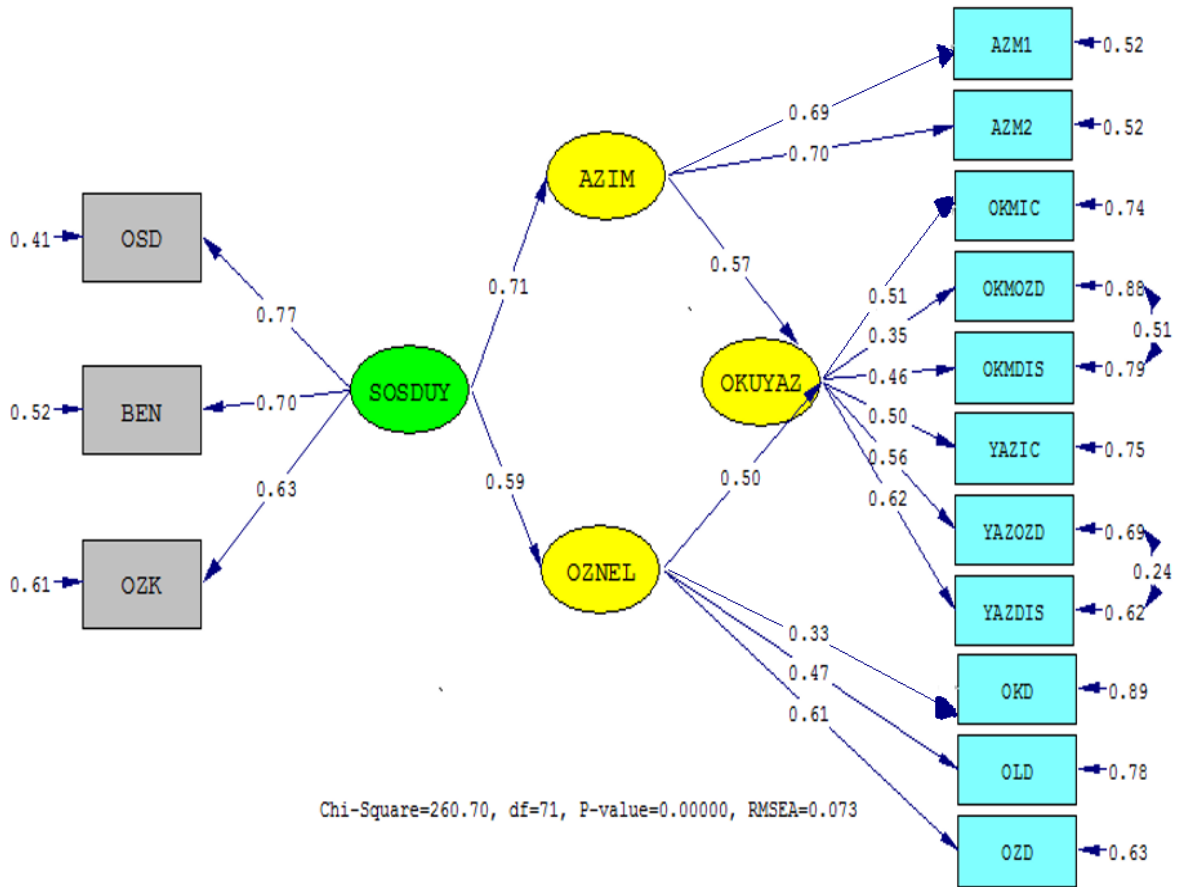 AZM1
0.52
0.69
AZM2
0.52
0.70
AZIM
OKMIC
0.74
OSD
0.41
0.57
0.71
0.77
OKMOZD
0.88
0.51
0.51
0.35
OKMDIS
0.79
0.46
SOSDUY
OKUYAZ
BEN
0.52
0.70
0.50
YAZIC
0.75
0.56
0.63
0.59
0.50
0.62
YAZOZD
0.69
0.24
OZK
0.61
OZNEL
YAZDIS
0.62
0.33
0.47
0.61
OKD
0.89
OLD
0.78
Chi-Square=260.70, df=71, P-value=0.00000, RMSEA=0.073
OZD
0.63